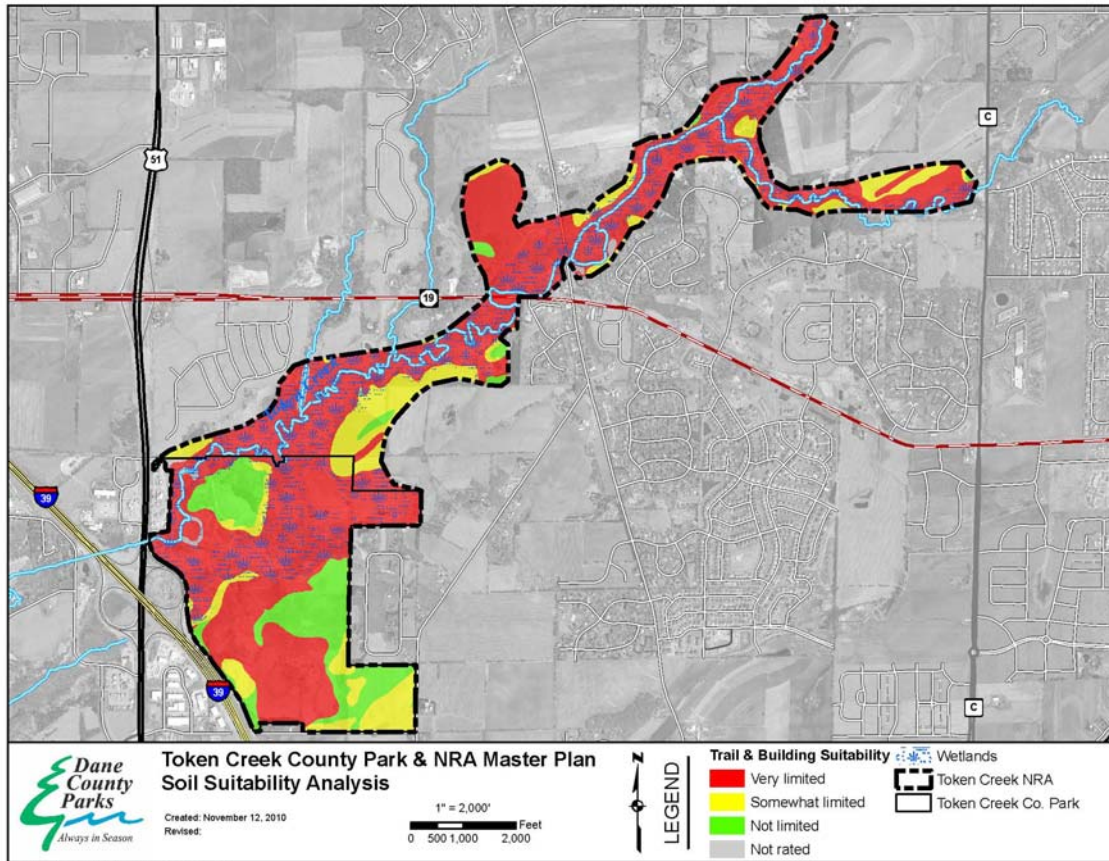 C
51
19
39
39
C
Dane
County
Parks
Always in Season
Token Creek County Park & NRA Master Plan
Soil Suitability Analysis
Created: November 12, 2010
Revised:
1" = 2,000'
Feet
0 500 1,000 2,000
N
LEGEND
Trail & Building Suitability
Very limited
Somewhat limited
Not limited
Not rated
Wetlands
Token Creek NRA
Token Creek Co. Park